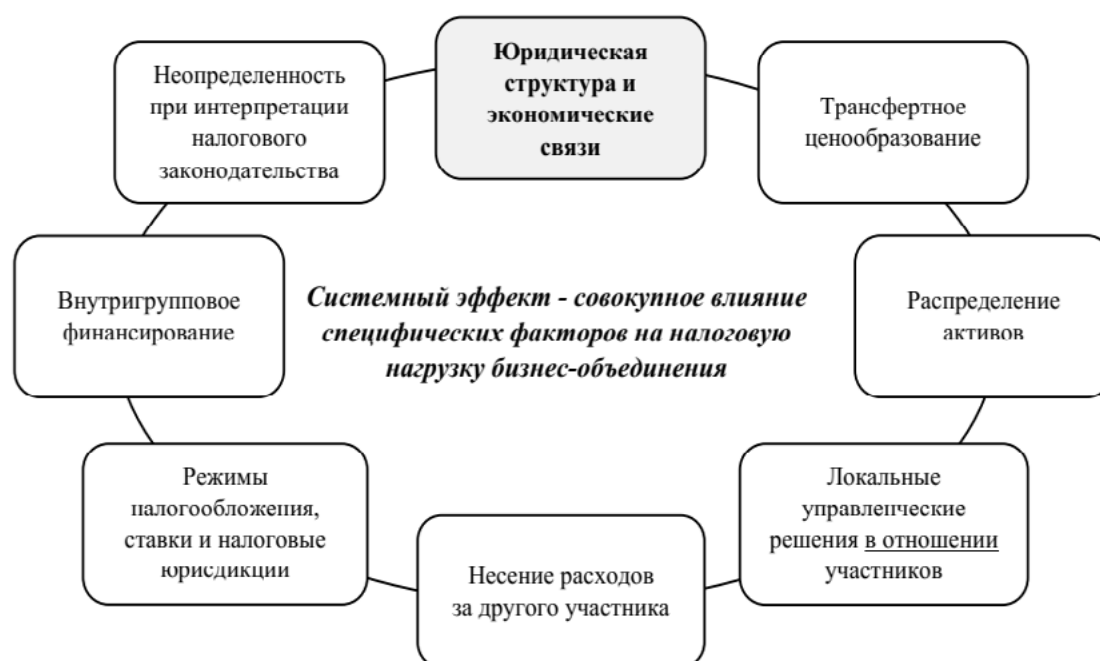 Юридическая
структура и
экономические
связи
Трансфертное
ценообразование
Распределение
активов
Локальные
управленческие
решения в отношении
участников
Несение расходов
за другого участника
Режимы
налогообложения,
ставки и налоговые
юрисдикции
Внутригрупповое
финансирование
Неопределенность
при интерпретации
налогового
законодательства
Системный эффект - совокупное влияние
специфических факторов на налоговую
нагрузку бизнес-объединения